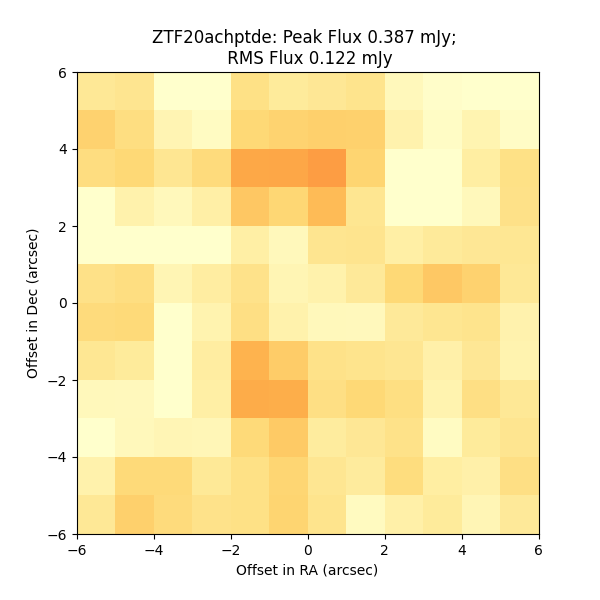 ZTF20achptde: Peak Flux 0.387 mJy;
RMS Flux 0.122 mJy
6
4
2
0
−2
−4
−6
Offset in Dec (arcsec)
−6 −4 −2 0 2 4 6
Offset in RA (arcsec)